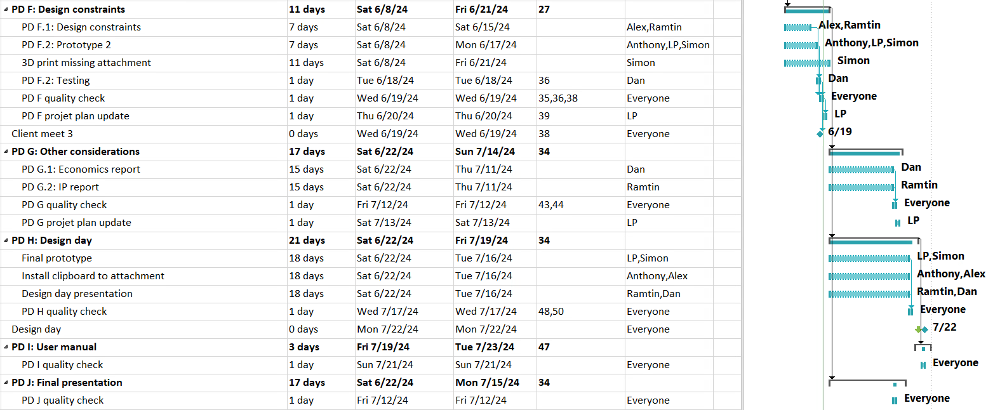 PD F: Design constraints 11 days Sat 6/8/24 Fri 6/21/24 27
PD F.1: Design constraints 7 days Sat 6/8/24 Sat 6/15/24 Alex,Ramtin Alex,Ramtin
PD F.2: Prototype 2 7 days Sat 6/8/24 Mon 6/17/24 Anthony,LP,Simon Anthony,LP,Simon
3D print missing attachment 11 days Sat 6/8/24 Fri 6/21/24 Simon Simon
PD F.2: Testing 1 day Tue 6/18/24 Tue 6/18/24 36 Dan Dan
PD F quality check 1 day Wed 6/19/24 Wed 6/19/24 35,36,38 Everyone Everyone
PD F projet plan update 1 day Thu 6/20/24 Thu 6/20/24 39 LP LP
Client meet 3 0 days Wed 6/19/24 Wed 6/19/24 38 Everyone 6/19
PD G: Other considerations 17 days Sat 6/22/24 Sun 7/14/24 34
PD G.1: Economics report 15 days Sat 6/22/24 Thu 7/11/24 Dan Dan
PD G.2: IP report 15 days Sat 6/22/24 Thu 7/11/24 Ramtin Ramtin
PD G quality check 1 day Fri 7/12/24 Fri 7/12/24 43,44 Everyone Everyone
PD G projet plan update 1 day Sat 7/13/24 Sat 7/13/24 LP LP
PD H: Design day 21 days Sat 6/22/24 Fri 7/19/24 34
Final prototype 18 days Sat 6/22/24 Tue 7/16/24 LP,Simon LP,Simon
Install clipboard to attachment 18 days Sat 6/22/24 Tue 7/16/24 Anthony,Alex Anthony,Alex
Design day presentation 18 days Sat 6/22/24 Tue 7/16/24 Ramtin,Dan Ramtin,Dan
PD H quality check 1 day Wed 7/17/24 Wed 7/17/24 48,50 Everyone Everyone
Design day 0 days Mon 7/22/24 Mon 7/22/24 Everyone 7/22
PD I: User manual 3 days Fri 7/19/24 Tue 7/23/24 47
PD I quality check 1 day Sun 7/21/24 Sun 7/21/24 Everyone Everyone
PD J: Final presentation 17 days Sat 6/22/24 Mon 7/15/24 34
PD J quality check 1 day Fri 7/12/24 Fri 7/12/24 Everyone Everyone